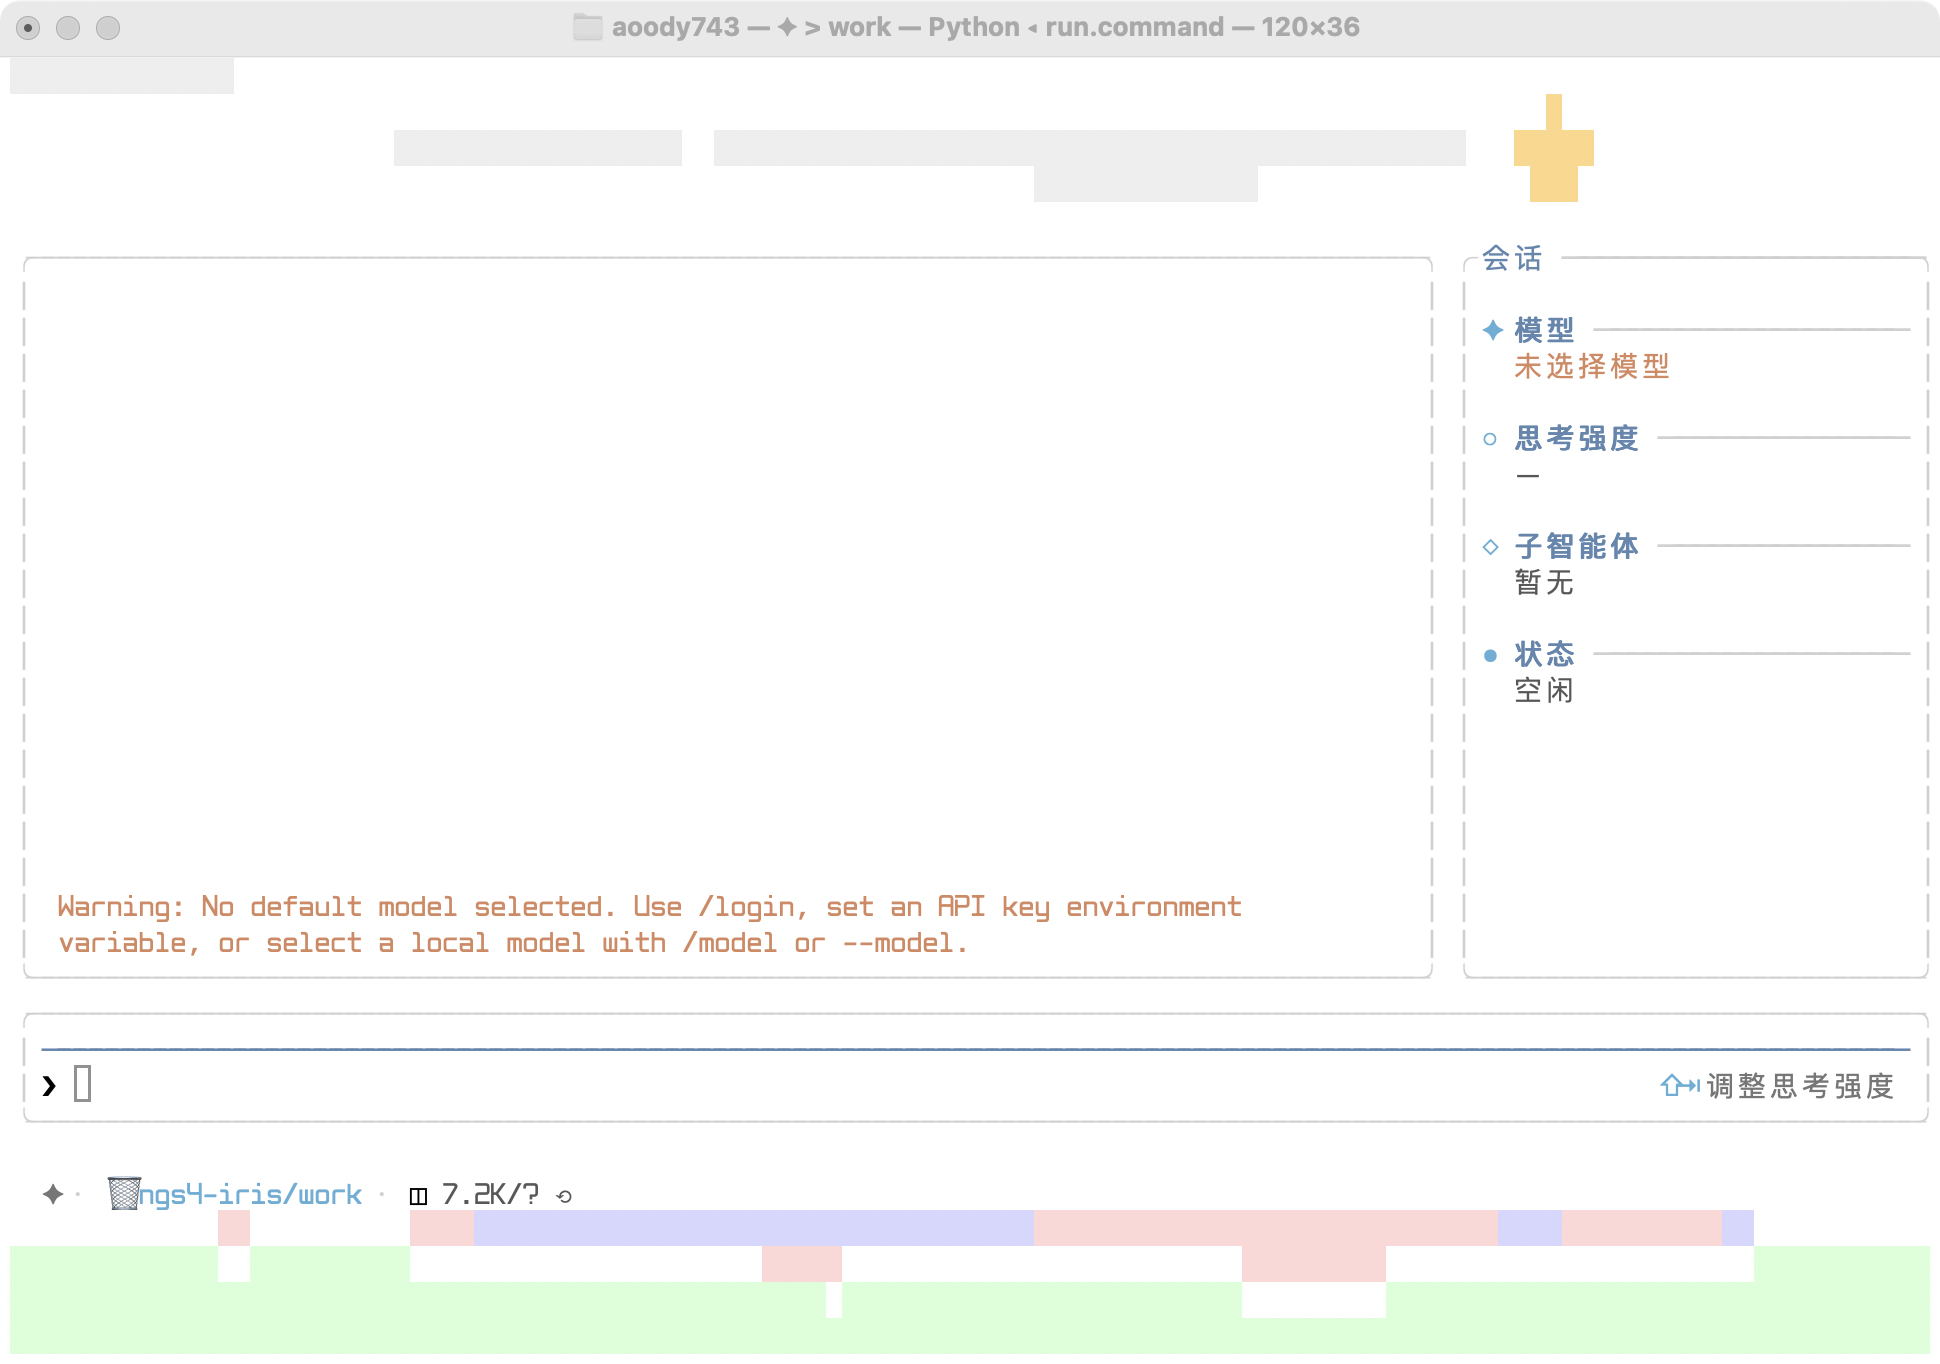 aoody743 — ✦ > work — Python ◂ run.command — 120×36
会话
✦ 模型
未选择模型
○ 思考强度
—
◇ 子智能体
暂无
● 状态
空闲
Warning: No default model selected. Use /login, set an API key environment
variable, or select a local model with /model or --model.
❯
⇧⇥ 调整思考强度
✦ · 🗑ngs4-iris/work · ◫ 7.2K/? ⟲